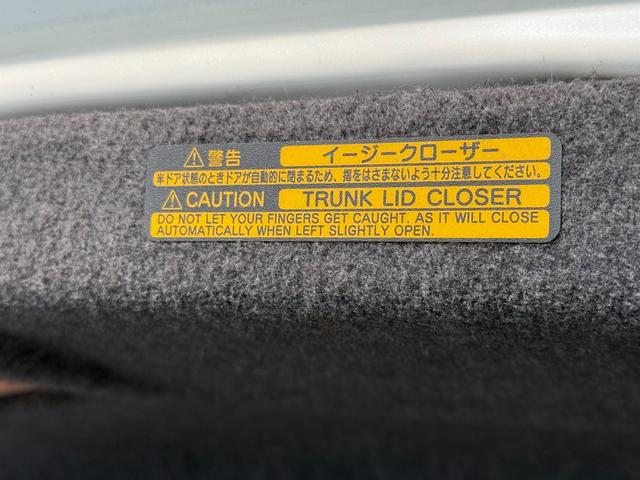 ⚠警告 イージークローザー
半ドア状態のときドアが自動的に閉まるため、指をはさまないよう十分注意してください。
⚠CAUTION TRUNK LID CLOSER
DO NOT LET YOUR FINGERS GET CAUGHT. AS IT WILL CLOSE
AUTOMATICALLY WHEN LEFT SLIGHTLY OPEN.